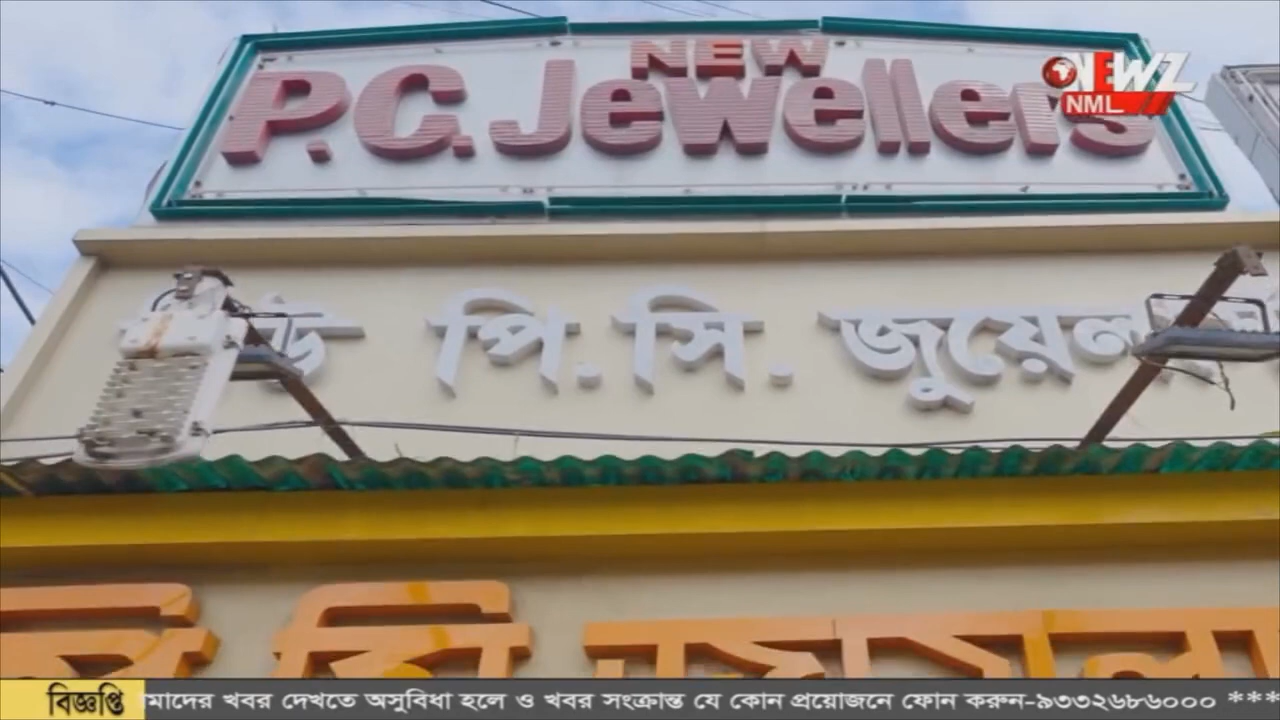 NEW
P.C. Jewellers
NEWZ
NML
পি. সি. জুয়েলা
বিজ্ঞপ্তি
মাদের খবর দেখতে অসুবিধা হলে ও খবর সংক্রান্ত যে কোন প্রয়োজনে ফোন করুন-৯৩৩২৬৮৬০০০ ***